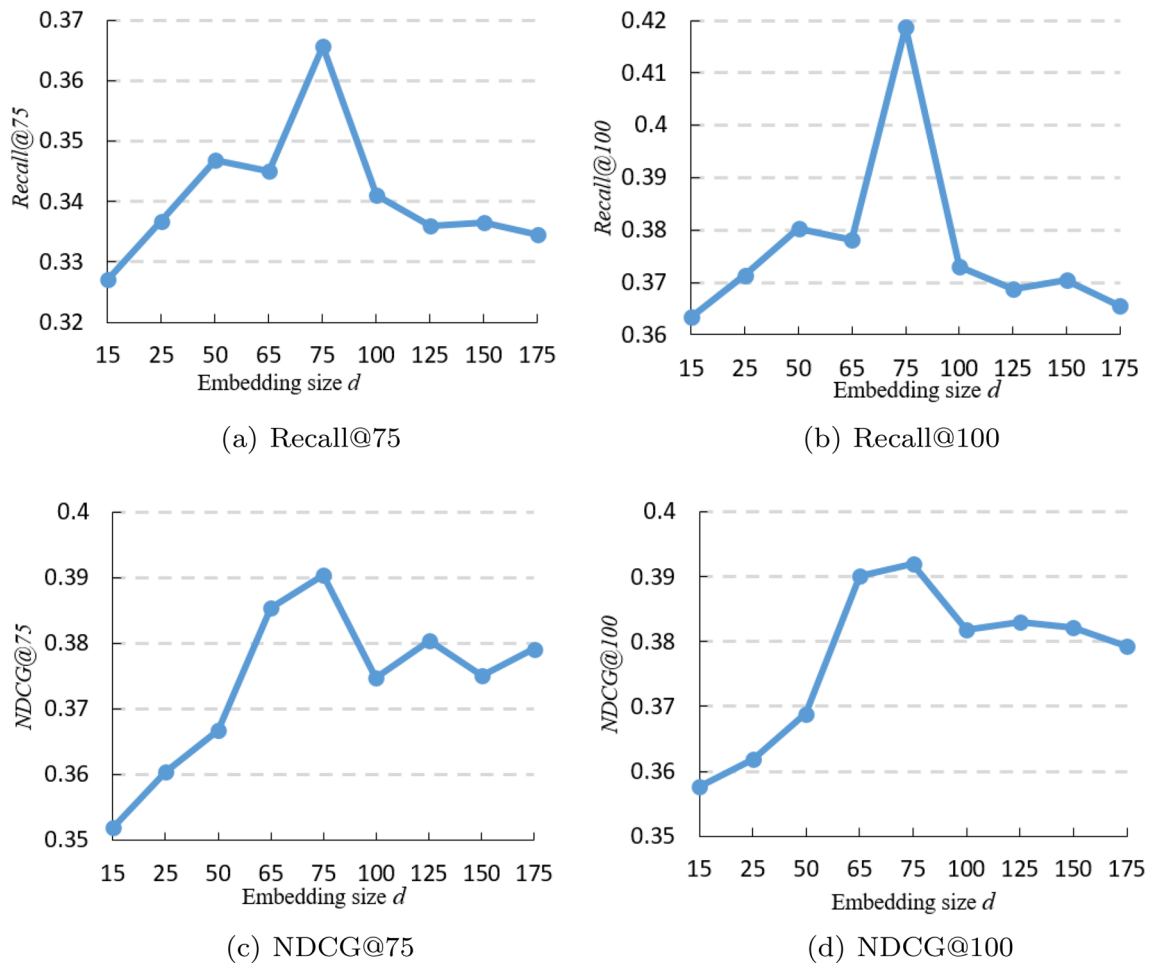 0.37
0.36
0.35
0.34
0.33
0.32
Recall@75
15 25 50 65 75 100 125 150 175
Embedding size d
(a) Recall@75
0.42
0.41
0.4
0.39
0.38
0.37
0.36
Recall@100
15 25 50 65 75 100 125 150 175
Embedding size d
(b) Recall@100
0.4
0.39
0.38
0.37
0.36
0.35
NDCG@75
15 25 50 65 75 100 125 150 175
Embedding size d
(c) NDCG@75
0.4
0.39
0.38
0.37
0.36
0.35
NDCG@100
15 25 50 65 75 100 125 150 175
Embedding size d
(d) NDCG@100